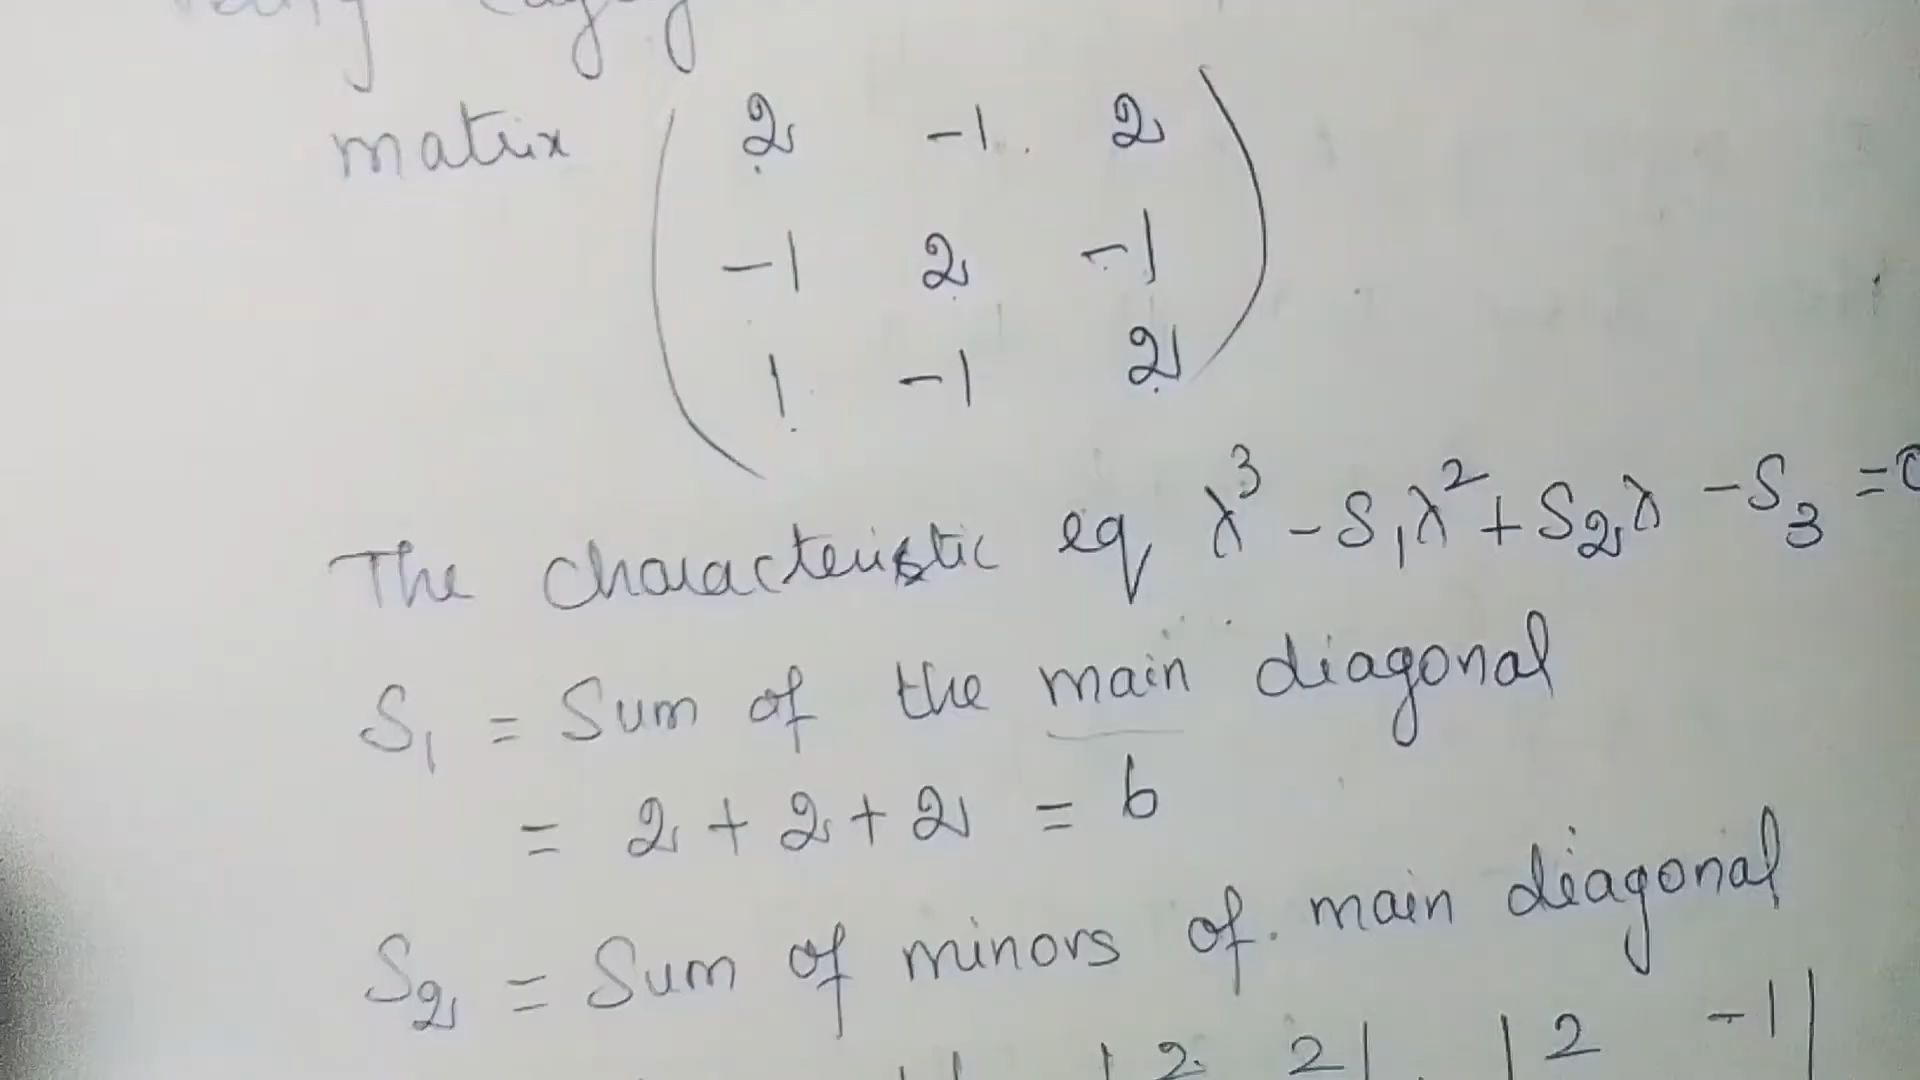 matrix
2 -1 2
-1 2 -1
1 -1 2
The characteristic eq λ³ - S₁λ² + S₂λ - S₃ = 0
S₁ = Sum of the main diagonal
= 2 + 2 + 2 = 6
S₂ = Sum of minors of main diagonal
2 2 | | 2 -1 |